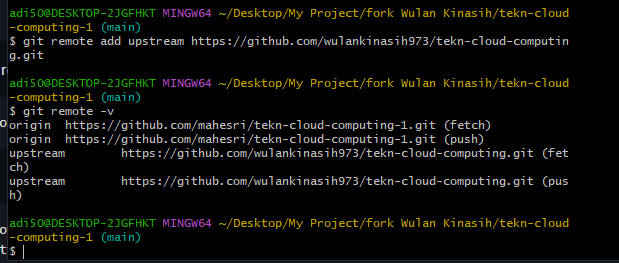 adi50@DESKTOP-2JGFHKT MINGW64 ~/Desktop/My Project/fork Wulan Kinasih/tekn-cloud
-computing-1 (main)
$ git remote add upstream https://github.com/wulankinasih973/tekn-cloud-computin
g.git
adi50@DESKTOP-2JGFHKT MINGW64 ~/Desktop/My Project/fork Wulan Kinasih/tekn-cloud
-computing-1 (main)
$ git remote -v
origin  https://github.com/mahesri/tekn-cloud-computing-1.git (fetch)
origin  https://github.com/mahesri/tekn-cloud-computing-1.git (push)
upstream        https://github.com/wulankinasih973/tekn-cloud-computing.git (fet
ch)
upstream        https://github.com/wulankinasih973/tekn-cloud-computing.git (pus
h)
adi50@DESKTOP-2JGFHKT MINGW64 ~/Desktop/My Project/fork Wulan Kinasih/tekn-cloud
-computing-1 (main)
$